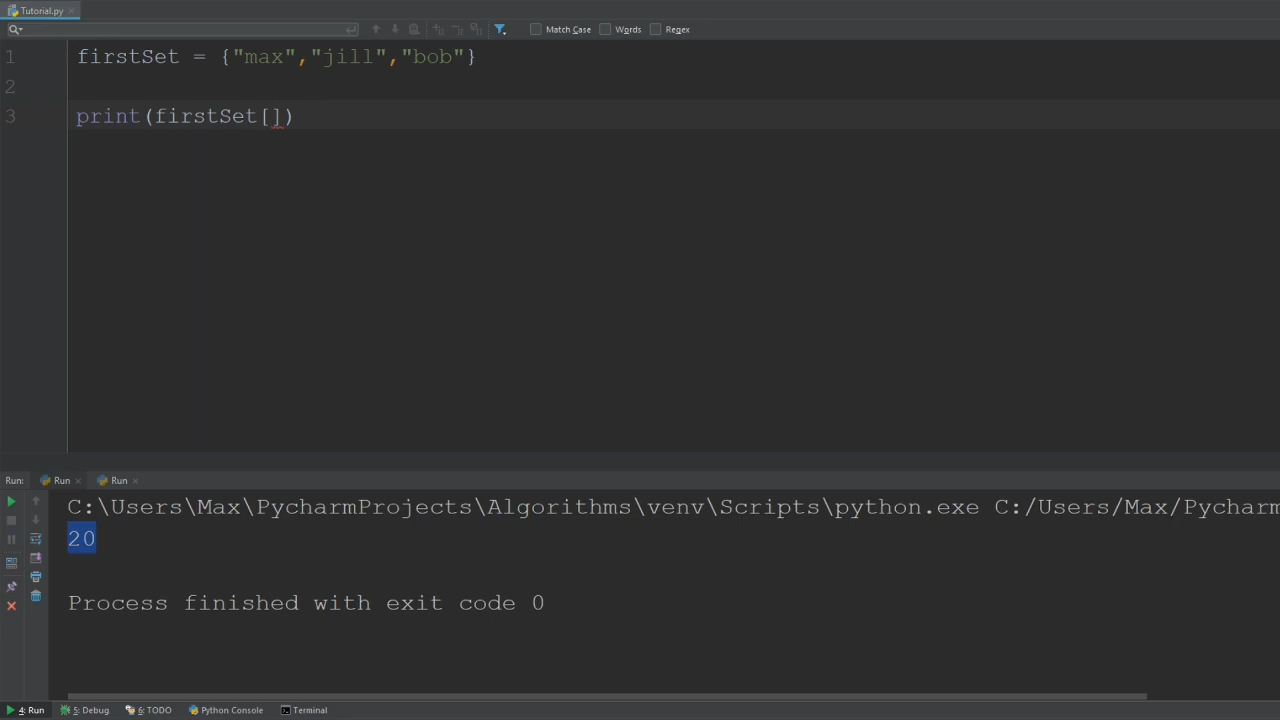 Tutorial.py
Match Case Words Regex
1 firstSet = {"max","jill","bob"}
2
3 print(firstSet[])
Run: Run Run
C:\Users\Max\PycharmProjects\Algorithms\venv\Scripts\python.exe C:/Users/Max/Pycharm
20
Process finished with exit code 0
4: Run 5: Debug 6: TODO Python Console Terminal